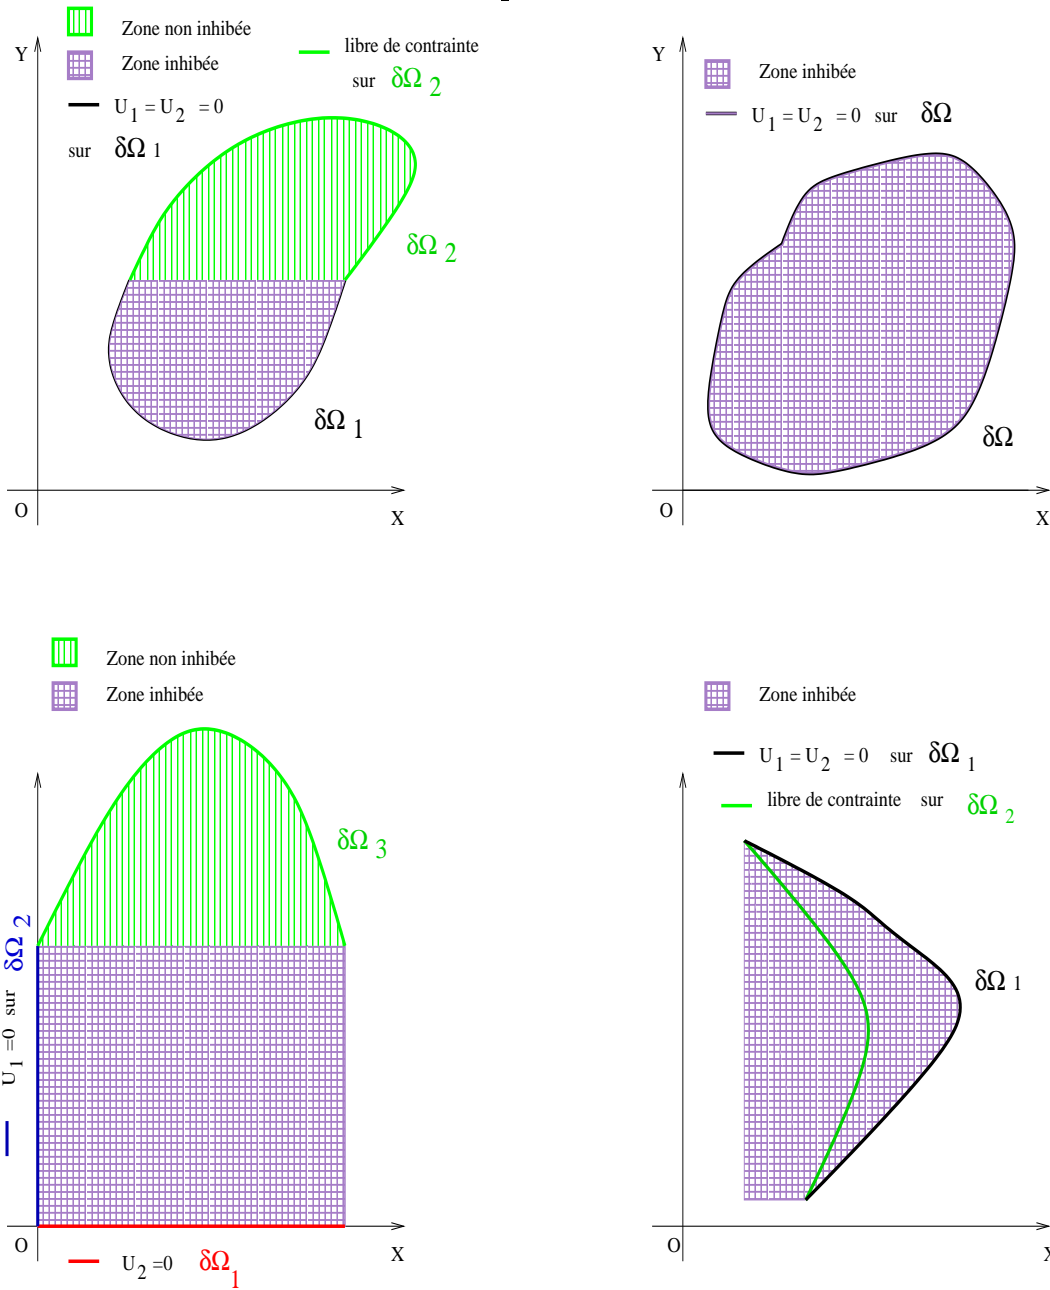 Zone non inhibée
Y
Zone inhibée
libre de contrainte
sur δΩ 2
U 1 = U 2 = 0
sur δΩ 1
δΩ 2
δΩ 1
O
X
Y
Zone inhibée
U 1 = U 2 = 0 sur δΩ
δΩ
O
X
Zone non inhibée
Zone inhibée
δΩ 3
U 1 =0 sur δΩ 2
O
X
U 2 =0 δΩ 1
Zone inhibée
U 1 = U 2 = 0 sur δΩ 1
libre de contrainte sur δΩ 2
δΩ 1
O
X